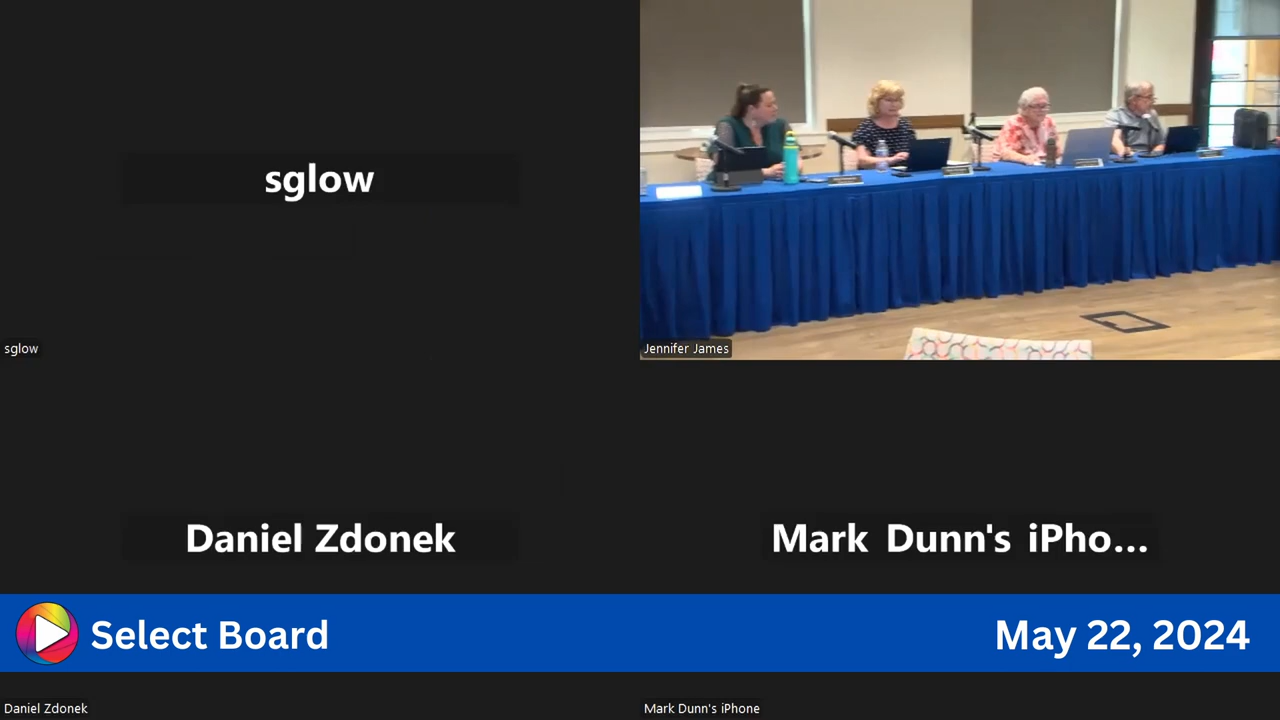 sglow
sglow
Jennifer James
Daniel Zdonek
Mark Dunn's iPho...
Select Board
May 22, 2024
Daniel Zdonek
Mark Dunn's iPhone